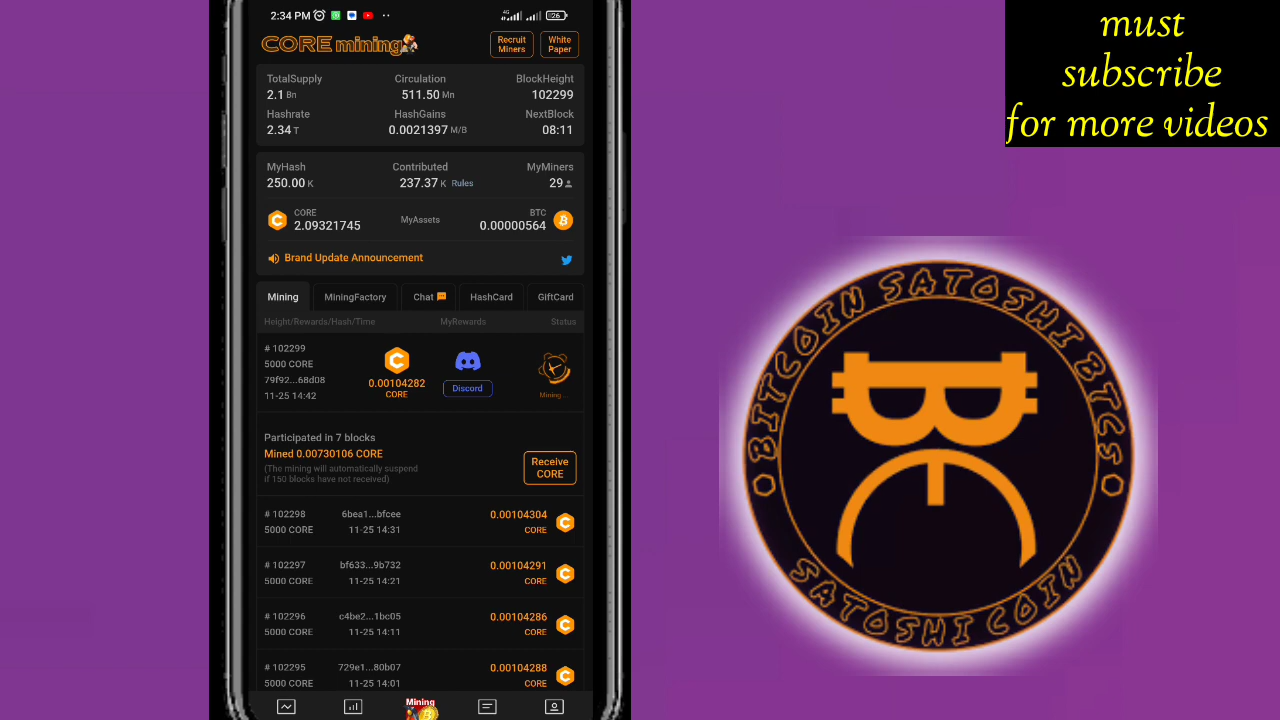 must
subscribe
for more videos
2:34 PM
4G
26
CORE mining
Recruit
Miners
White
Paper
TotalSupply
Circulation
BlockHeight
2.1 Bn
511.50 Mn
102299
Hashrate
HashGains
NextBlock
2.34 T
0.0021397 M/B
08:11
MyHash
Contributed
MyMiners
250.00 K
237.37 K Rules
29
CORE
2.09321745
MyAssets
BTC
0.00000564
Brand Update Announcement
Mining
MiningFactory
Chat
HashCard
GiftCard
Height/Rewards/Hash/Time
MyRewards
Status
# 102299
5000 CORE
79f92...68d08
11-25 14:42
0.00104282
CORE
Discord
Mining...
Participated in 7 blocks
Mined 0.00730106 CORE
(The mining will automatically suspend
if 150 blocks have not received)
Receive
CORE
# 102298
6bea1...bfcee
0.00104304
5000 CORE
11-25 14:31
CORE
# 102297
bf633...9b732
0.00104291
5000 CORE
11-25 14:21
CORE
# 102296
c4be2...1bc05
0.00104286
5000 CORE
11-25 14:11
CORE
# 102295
729e1...80b07
0.00104288
5000 CORE
11-25 14:01
CORE
Mining
BITCOIN SATOSHI BTCS
SATOSHI COIN